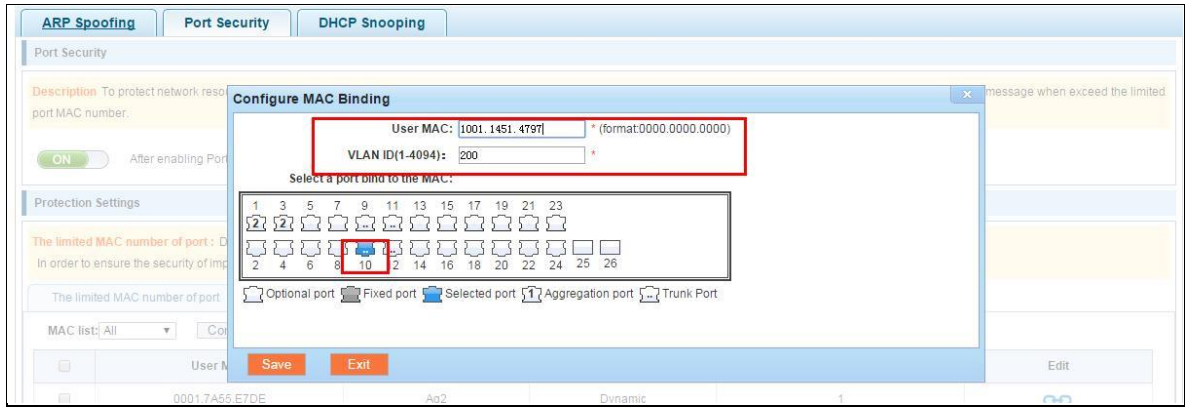 ARP Spoofing Port Security DHCP Snooping
Port Security
Description To protect network reso
message when exceed the limited
port MAC number.
Configure MAC Binding
User MAC: 1001.1451.4797 * (format:0000.0000.0000)
VLAN ID(1-4094): 200 *
ON After enabling Port
Select a port bind to the MAC:
Protection Settings
1 3 5 7 9 11 13 15 17 19 21 23
2 2 .. ..
The limited MAC number of port : D
.. ..
In order to ensure the security of imp
2 4 6 8 10 12 14 16 18 20 22 24 25 26
Optional port Fixed port Selected port 1 Aggregation port .. Trunk Port
The limited MAC number of port
MAC list: All Co
Save Exit
User M Edit
0001.7A55.E7DE Ag2 Dynamic 1